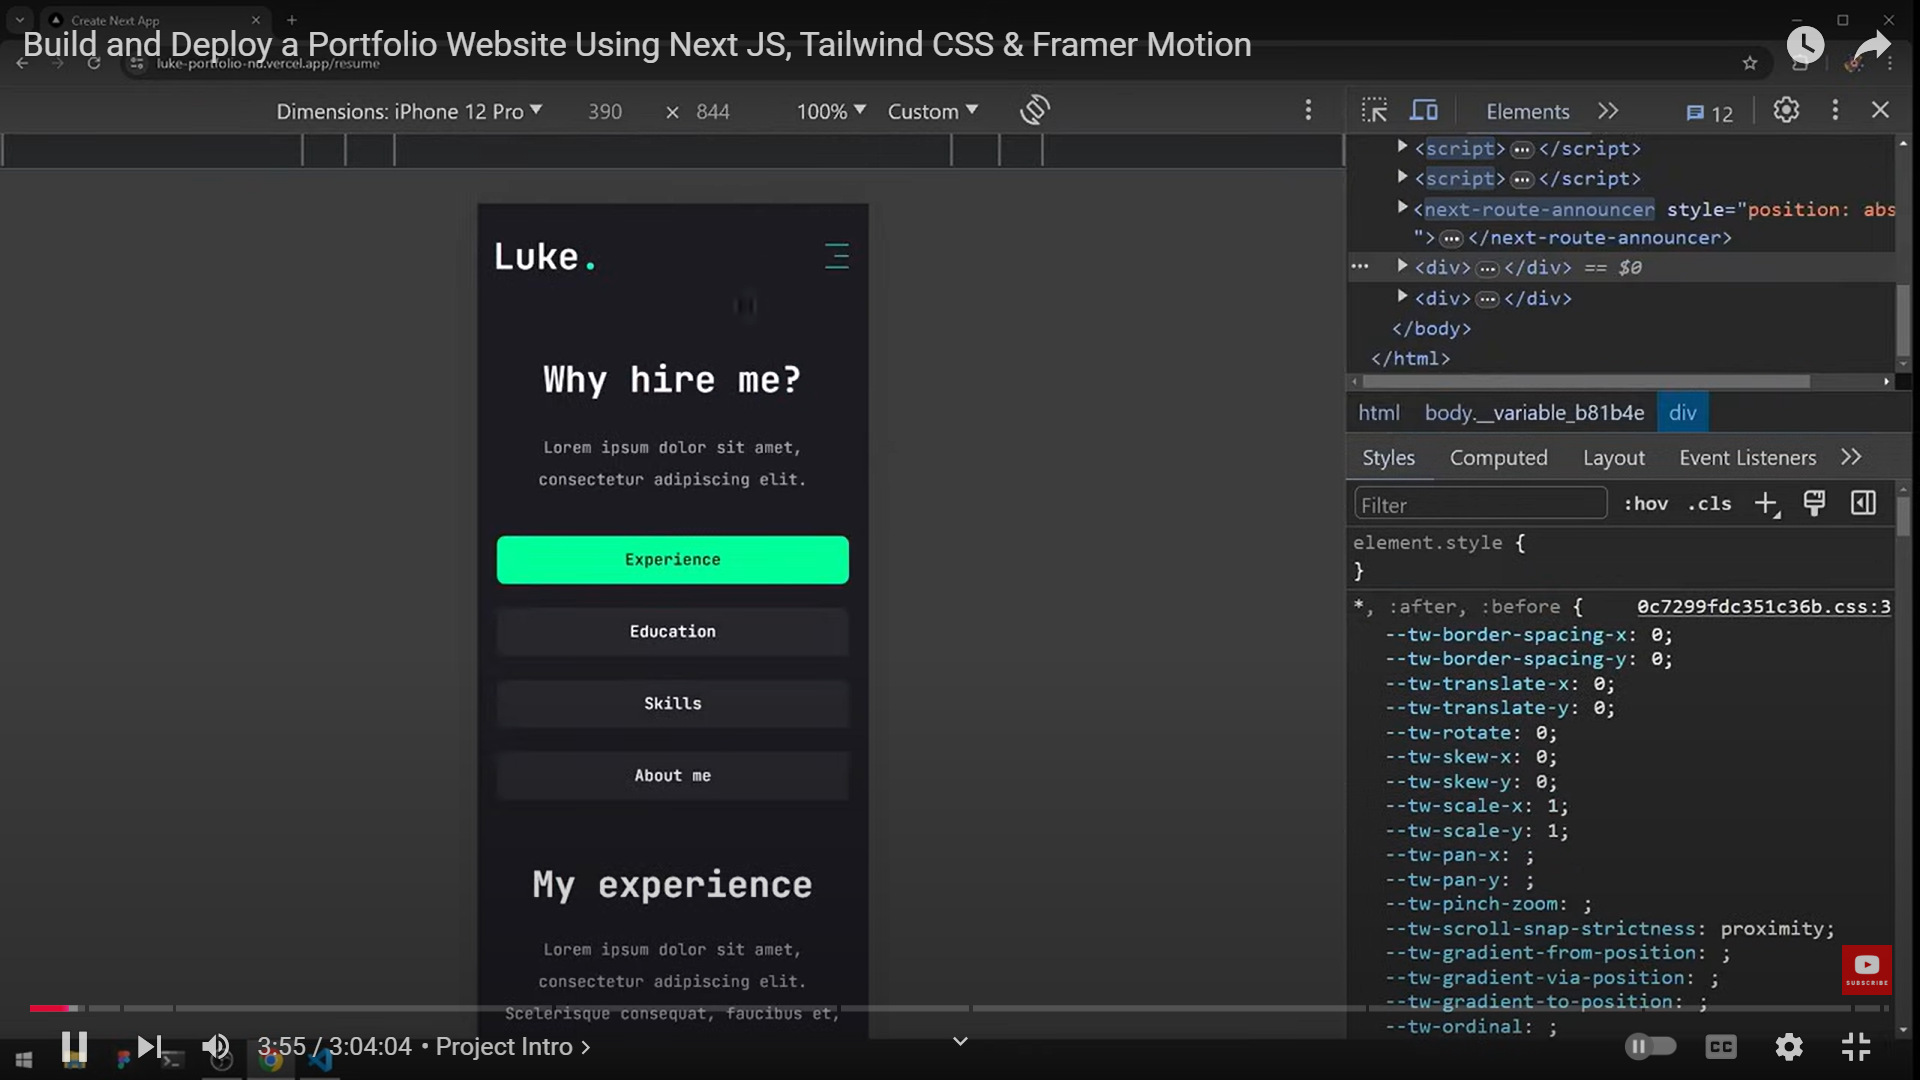 Create Next App
Build and Deploy a Portfolio Website Using Next JS, Tailwind CSS & Framer Motion
luke-portfolio-nd.vercel.app/resume
Dimensions: iPhone 12 Pro 390 × 844 100% Custom
Elements 12
<script> ••• </script>
<script> ••• </script>
<next-route-announcer style="position: abs
"> ••• </next-route-announcer>
••• <div> ••• </div> == $0
<div> ••• </div>
</body>
</html>
html body.__variable_b81b4e div
Styles Computed Layout Event Listeners
Filter :hov .cls
element.style {
}
*, :after, :before { 0c7299fdc351c36b.css:3
--tw-border-spacing-x: 0;
--tw-border-spacing-y: 0;
--tw-translate-x: 0;
--tw-translate-y: 0;
--tw-rotate: 0;
--tw-skew-x: 0;
--tw-skew-y: 0;
--tw-scale-x: 1;
--tw-scale-y: 1;
--tw-pan-x: ;
--tw-pan-y: ;
--tw-pinch-zoom: ;
--tw-scroll-snap-strictness: proximity;
--tw-gradient-from-position: ;
--tw-gradient-via-position: ;
--tw-gradient-to-position: ;
--tw-ordinal: ;
Luke.
Why hire me?
Lorem ipsum dolor sit amet,
consectetur adipiscing elit.
Experience
Education
Skills
About me
My experience
Lorem ipsum dolor sit amet,
consectetur adipiscing elit.
Scelerisque consequat, faucibus et,
SUBSCRIBE
3:55 / 3:04:04 • Project Intro
CC